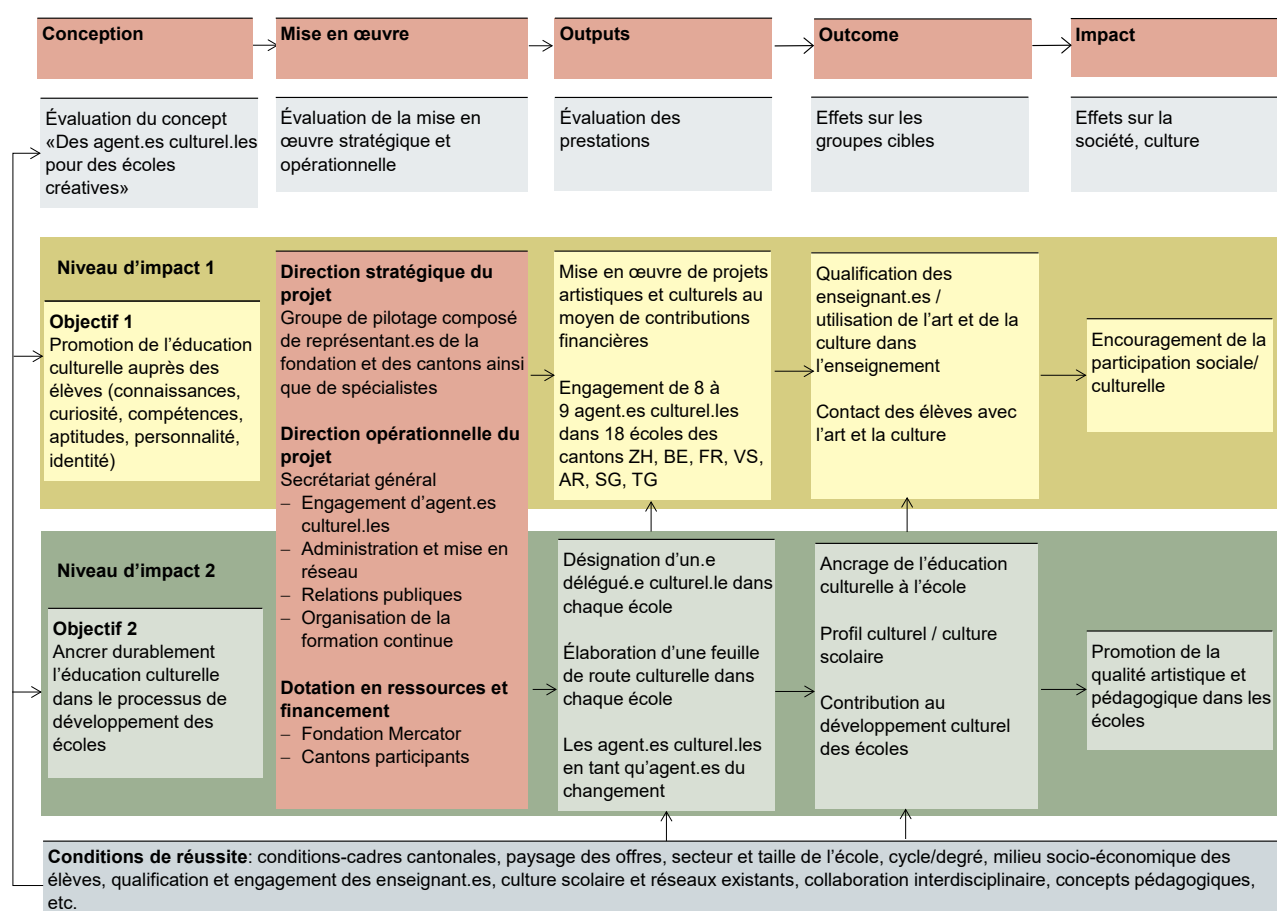 Conception
Mise en œuvre
Outputs
Outcome
Impact
Évaluation du concept
«Des agent.es culturel.les
pour des écoles
créatives»
Évaluation de la mise en
œuvre stratégique et
opérationnelle
Évaluation des
prestations
Effets sur les
groupes cibles
Effets sur la
société, culture
Niveau d’impact 1
Objectif 1
Promotion de l’éducation
culturelle auprès des
élèves (connaissances,
curiosité, compétences,
aptitudes, personnalité,
identité)
Direction stratégique du
projet
Groupe de pilotage composé
de représentant.es de la
fondation et des cantons ainsi
que de spécialistes
Direction opérationnelle du
projet
Secrétariat général
– Engagement d’agent.es
culturel.les
– Administration et mise en
réseau
– Relations publiques
– Organisation de la
formation continue
Dotation en ressources et
financement
– Fondation Mercator
– Cantons participants
Mise en œuvre de projets
artistiques et culturels au
moyen de contributions
financières
Engagement de 8 à
9 agent.es culturel.les
dans 18 écoles des
cantons ZH, BE, FR, VS,
AR, SG, TG
Qualification des
enseignant.es /
utilisation de l’art et de la
culture dans
l’enseignement
Contact des élèves avec
l’art et la culture
Encouragement de la
participation sociale/
culturelle
Niveau d’impact 2
Objectif 2
Ancrer durablement
l’éducation culturelle
dans le processus de
développement des
écoles
Désignation d’un.e
délégué.e culturel.le dans
chaque école
Élaboration d’une feuille
de route culturelle dans
chaque école
Les agent.es culturel.les
en tant qu’agent.es du
changement
Ancrage de l’éducation
culturelle à l’école
Profil culturel / culture
scolaire
Contribution au
développement culturel
des écoles
Promotion de la
qualité artistique et
pédagogique dans les
écoles
Conditions de réussite: conditions-cadres cantonales, paysage des offres, secteur et taille de l’école, cycle/degré, milieu socio-économique des
élèves, qualification et engagement des enseignant.es, culture scolaire et réseaux existants, collaboration interdisciplinaire, concepts pédagogiques,
etc.